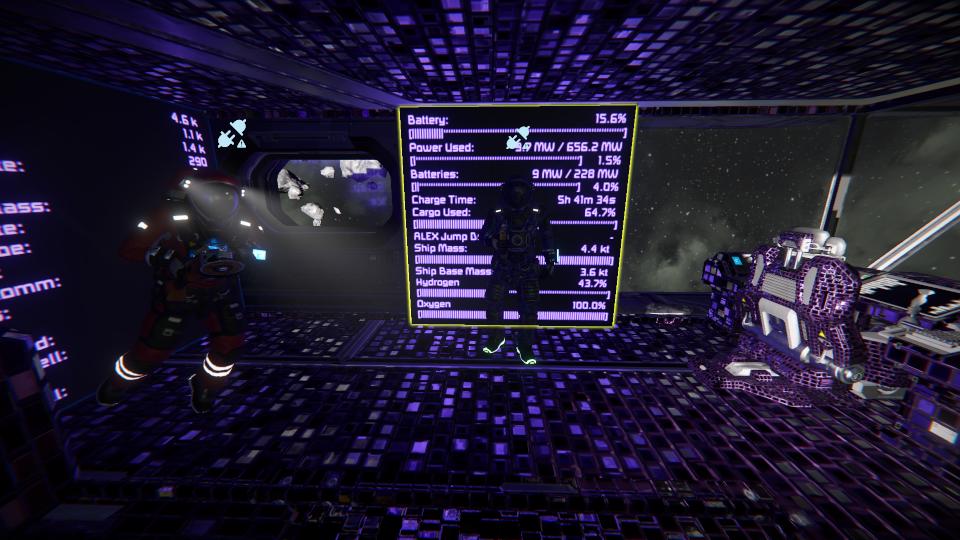 4.6 k
1.1 k
1.4 k
290
omm:
Battery: 15.6%
Power Used: MW / 656.2 MW
1.5%
Batteries: 9 MW / 228 MW
4.0%
Charge Time: 5h 41m 34s
Cargo Used: 64.7%
ALEX Jump D: -
Ship Mass: 4.4 kt
Ship Base Mass 3.6 kt
Hydrogen 43.7%
Oxygen 100.0%